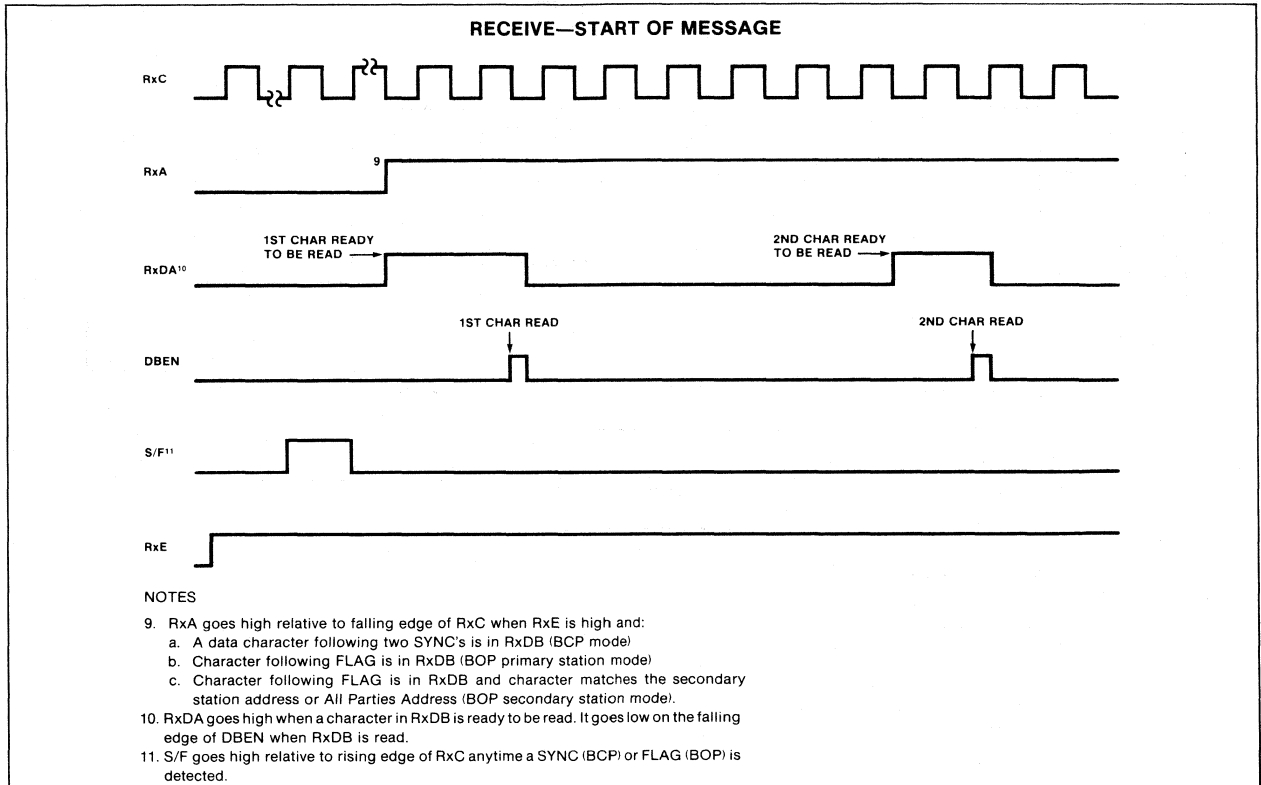 RECEIVE—START OF MESSAGE
RxC
RxA
9
1ST CHAR READY
TO BE READ
2ND CHAR READY
TO BE READ
RxDA¹⁰
1ST CHAR READ
2ND CHAR READ
DBEN
S/F¹¹
RxE
NOTES
9. RxA goes high relative to falling edge of RxC when RxE is high and:
a. A data character following two SYNC's is in RxDB (BCP mode)
b. Character following FLAG is in RxDB (BOP primary station mode)
c. Character following FLAG is in RxDB and character matches the secondary
station address or All Parties Address (BOP secondary station mode).
10. RxDA goes high when a character in RxDB is ready to be read. It goes low on the falling
edge of DBEN when RxDB is read.
11. S/F goes high relative to rising edge of RxC anytime a SYNC (BCP) or FLAG (BOP) is
detected.